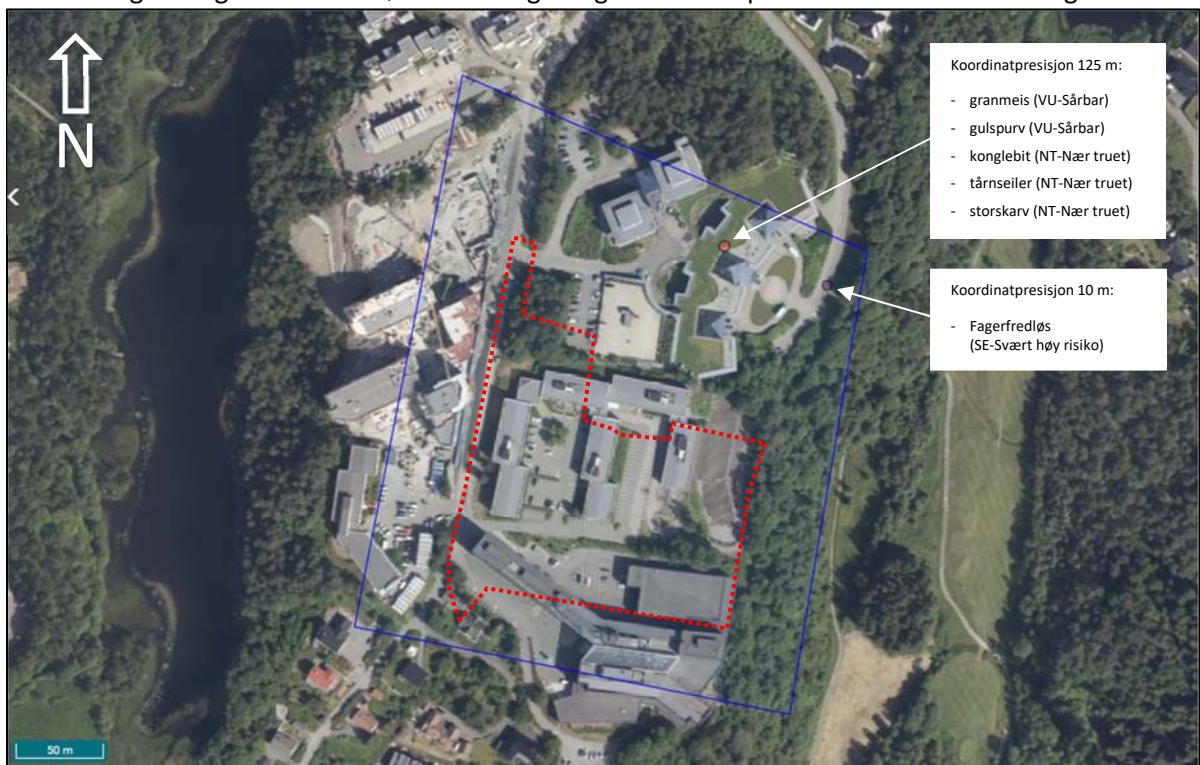 N
Koordinatpresisjon 125 m:
- granmeis (VU-Sårbar)
- gulspurv (VU-Sårbar)
- konglebit (NT-Nær truet)
- tårnseiler (NT-Nær truet)
- storskarv (NT-Nær truet)
Koordinatpresisjon 10 m:
- Fagerfredløs
(SE-Svært høy risiko)
50 m